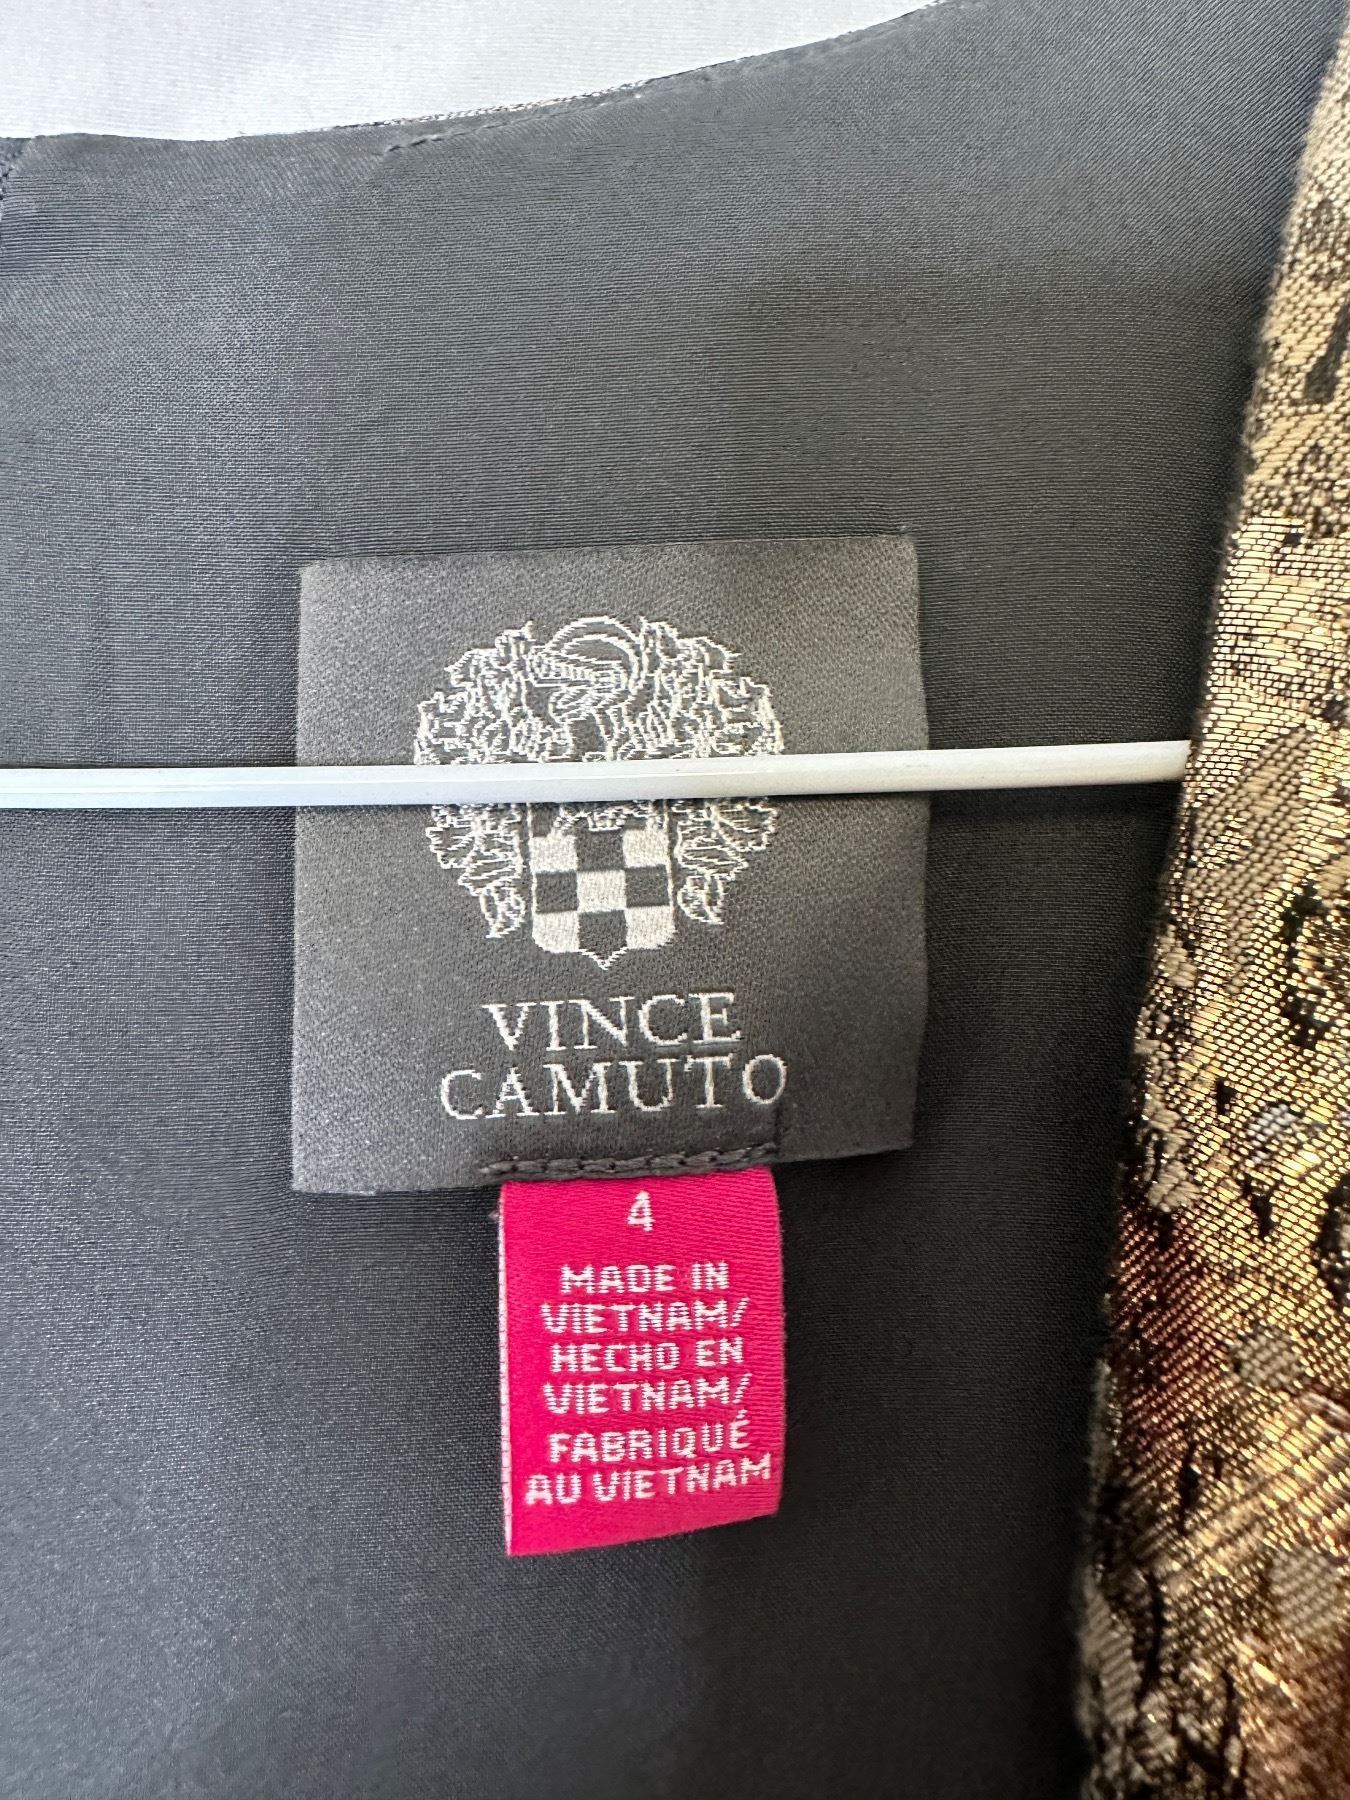 VINCE
CAMUTO
4
MADE IN
VIETNAM/
HECHO EN
VIETNAM/
FABRIQUÉ
AU VIETNAM